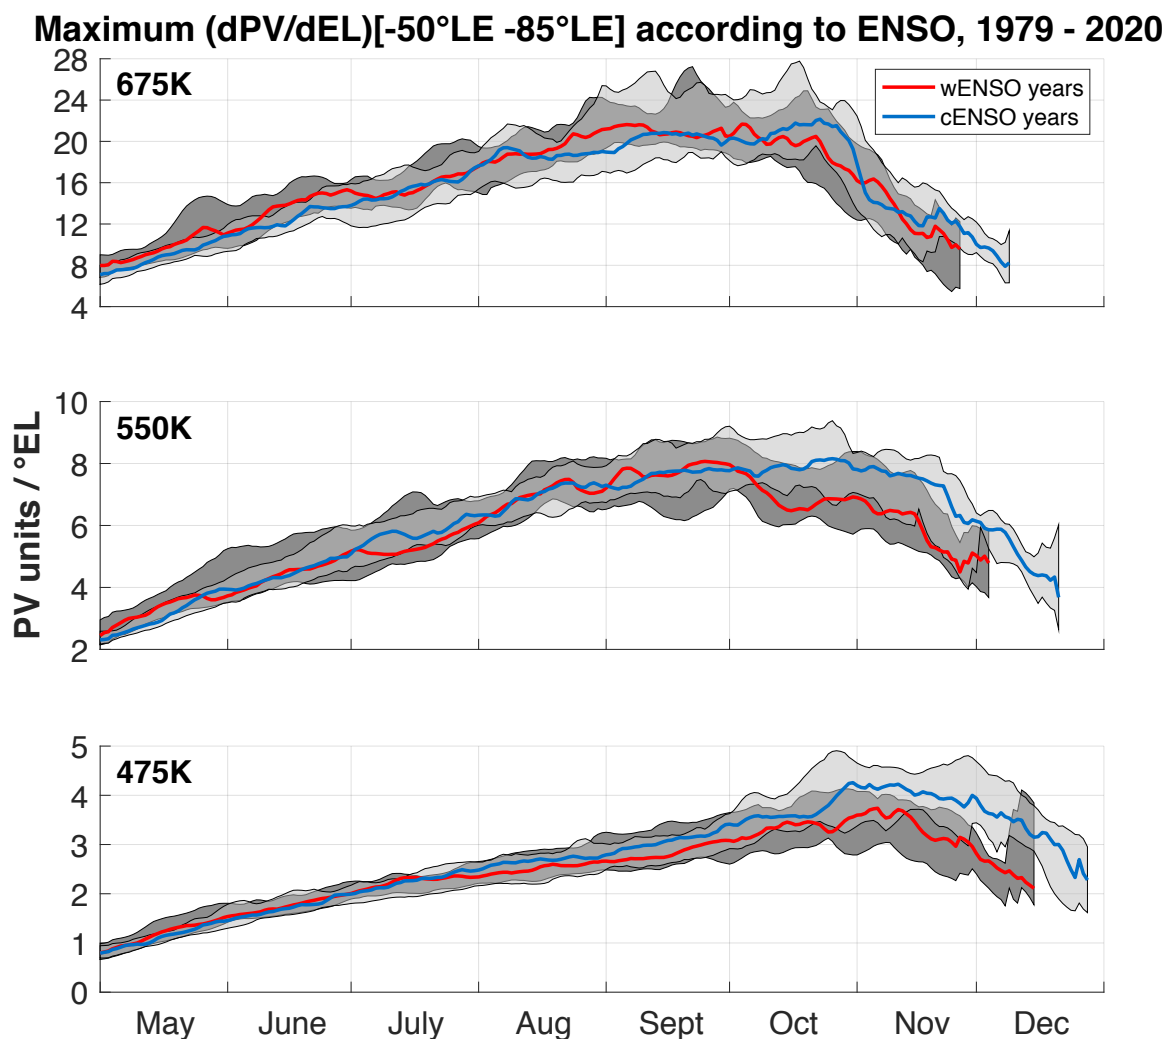 Maximum (dPV/dEL)[-50°LE -85°LE] according to ENSO, 1979 - 2020
28
24
20
16
12
8
4
675K
wENSO years
cENSO years
PV units / °EL
10
8
6
4
2
550K
5
4
3
2
1
0
475K
May June July Aug Sept Oct Nov Dec